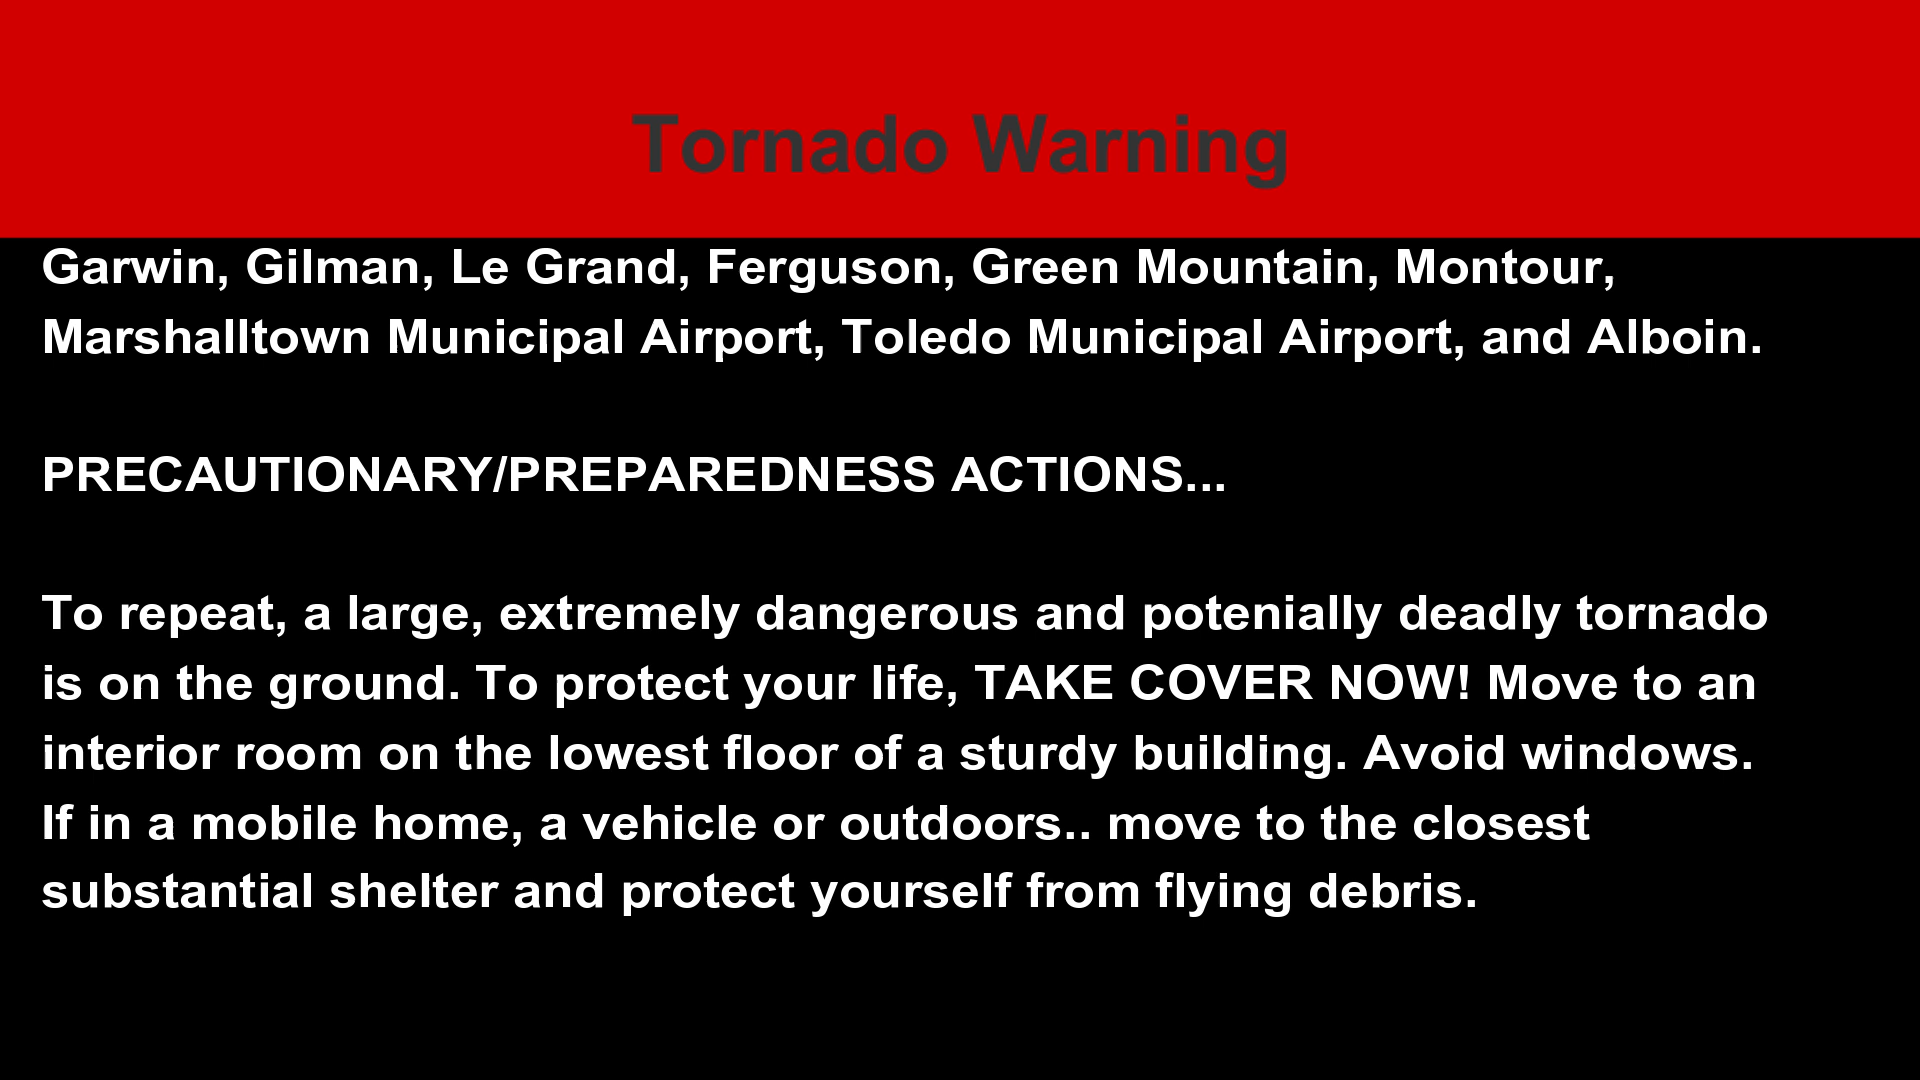 Tornado Warning
Garwin, Gilman, Le Grand, Ferguson, Green Mountain, Montour,
Marshalltown Municipal Airport, Toledo Municipal Airport, and Alboin.
PRECAUTIONARY/PREPAREDNESS ACTIONS...
To repeat, a large, extremely dangerous and potenially deadly tornado
is on the ground. To protect your life, TAKE COVER NOW! Move to an
interior room on the lowest floor of a sturdy building. Avoid windows.
If in a mobile home, a vehicle or outdoors.. move to the closest
substantial shelter and protect yourself from flying debris.